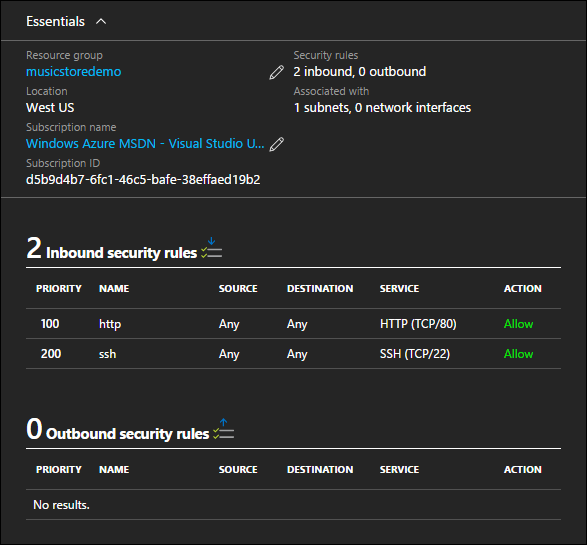 Essentials
Resource group
musicstoredemo
Security rules
2 inbound, 0 outbound
Location
West US
Associated with
1 subnets, 0 network interfaces
Subscription name
Windows Azure MSDN - Visual Studio U...
Subscription ID
d5b9d4b7-6fc1-46c5-bafe-38effaed19b2
2 Inbound security rules
PRIORITY NAME SOURCE DESTINATION SERVICE ACTION
100 http Any Any HTTP (TCP/80) Allow
200 ssh Any Any SSH (TCP/22) Allow
0 Outbound security rules
PRIORITY NAME SOURCE DESTINATION SERVICE ACTION
No results.